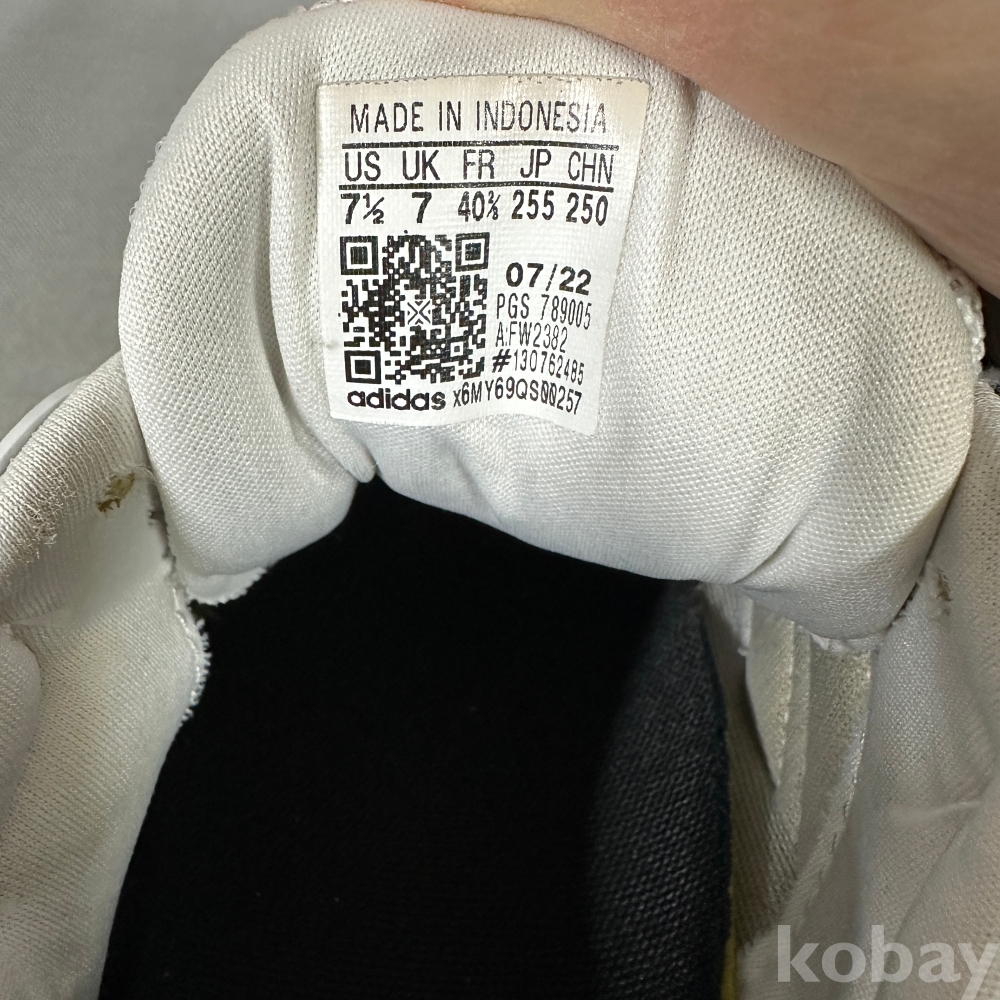 MADE IN INDONESIA
US UK FR JP CHN
7½ 7 40⅔ 255 250
07/22
PGS 789005
A:FW2382
#130762485
adidas x6MY69QS00257
kobay